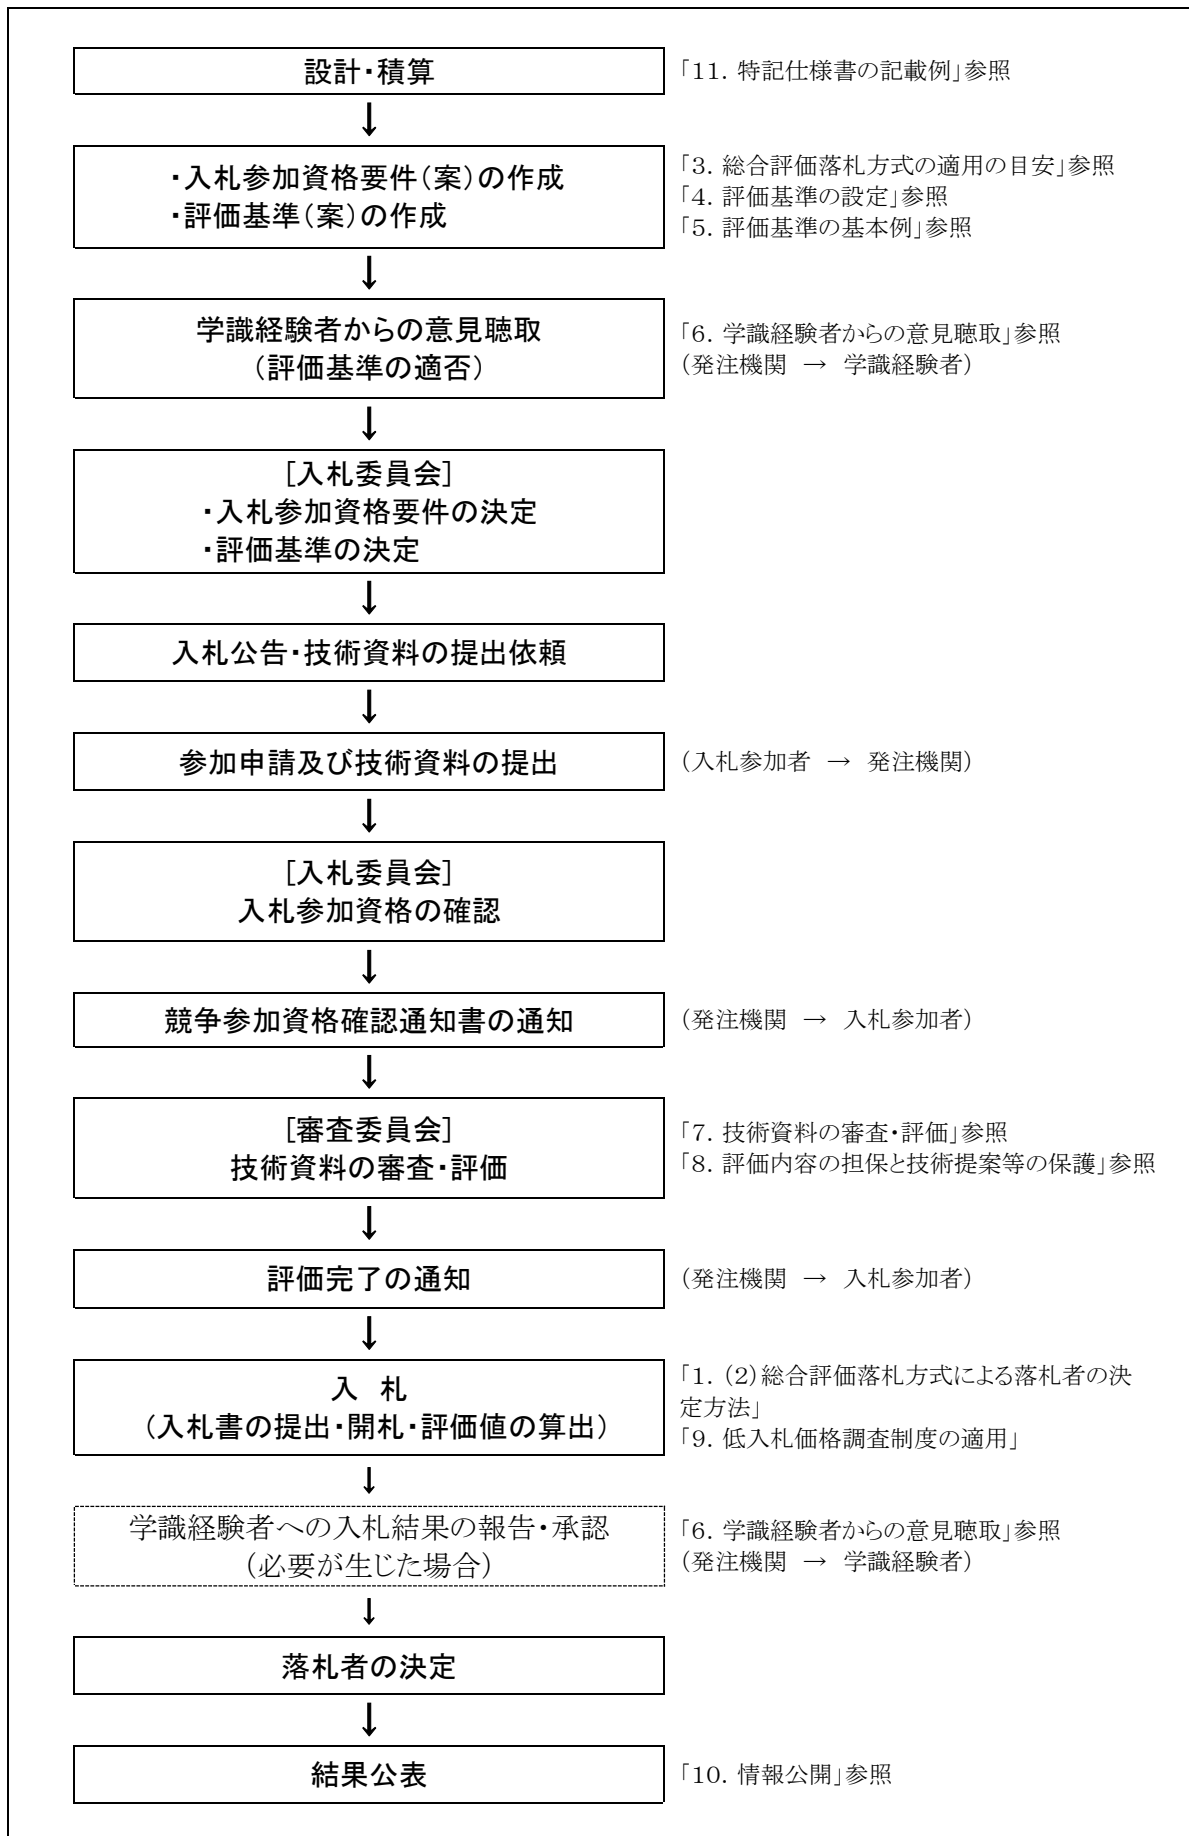 設計・積算
「11．特記仕様書の記載例」参照
↓
・入札参加資格要件（案）の作成
・評価基準（案）の作成
「3．総合評価落札方式の適用の目安」参照
「4．評価基準の設定」参照
「5．評価基準の基本例」参照
↓
学識経験者からの意見聴取
（評価基準の適否）
「6．学識経験者からの意見聴取」参照
（発注機関 → 学識経験者）
↓
［入札委員会］
・入札参加資格要件の決定
・評価基準の決定
↓
入札公告・技術資料の提出依頼
↓
参加申請及び技術資料の提出
（入札参加者 → 発注機関）
↓
［入札委員会］
入札参加資格の確認
↓
競争参加資格確認通知書の通知
（発注機関 → 入札参加者）
↓
［審査委員会］
技術資料の審査・評価
「7．技術資料の審査・評価」参照
「8．評価内容の担保と技術提案等の保護」参照
↓
評価完了の通知
（発注機関 → 入札参加者）
↓
入 札
（入札書の提出・開札・評価値の算出）
「1．（2）総合評価落札方式による落札者の決
定方法」
「9．低入札価格調査制度の適用」
↓
学識経験者への入札結果の報告・承認
（必要が生じた場合）
「6．学識経験者からの意見聴取」参照
（発注機関 → 学識経験者）
↓
落札者の決定
↓
結果公表
「10．情報公開」参照